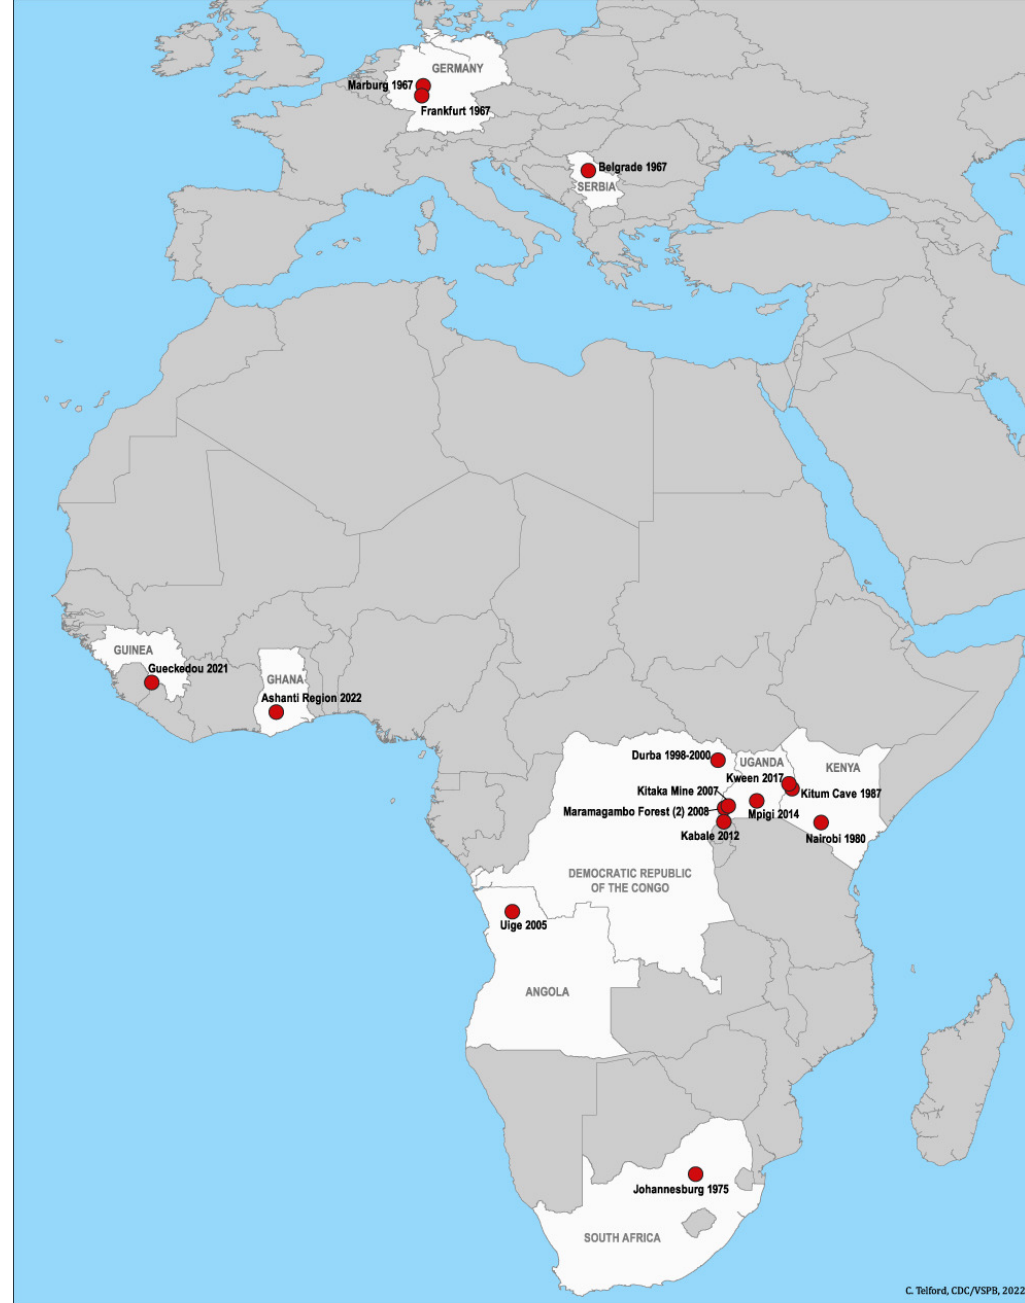 GERMANY
Marburg 1967
Frankfurt 1967
Belgrade 1967
SERBIA
GUINEA
Gueckedou 2021
GHANA
Ashanti Region 2022
Durba 1998-2000
UGANDA
KENYA
Kween 2017
Kitaka Mine 2007
Kitum Cave 1987
Maramagambo Forest (2) 2008
Mpigi 2014
Kabale 2012
Nairobi 1980
DEMOCRATIC REPUBLIC
OF THE CONGO
Uige 2005
ANGOLA
Johannesburg 1975
SOUTH AFRICA
C. Telford, CDC/VSPB, 2022